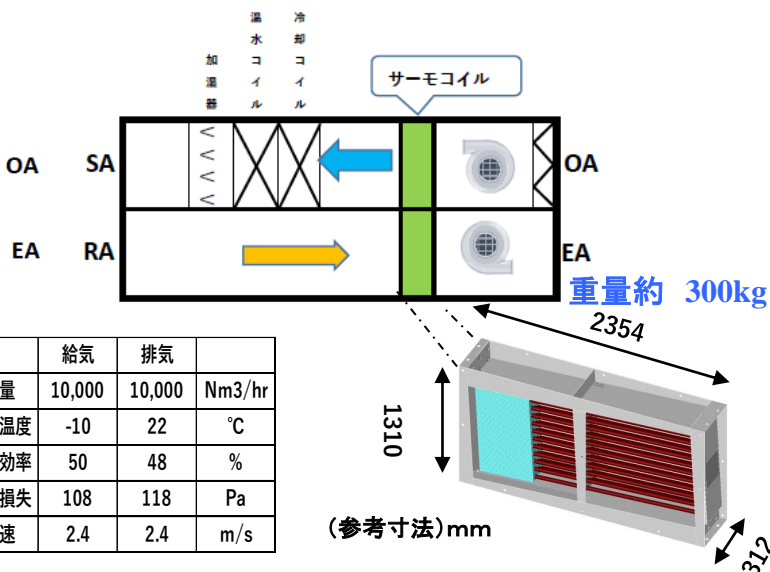 加湿器
温水コイル
冷却コイル
サーモコイル
OA SA OA
EA RA EA
重量約 300kg
2354
1310
312
(参考寸法)mm
給気 排気
量 10,000 10,000 Nm3/hr
温度 -10 22 ℃
効率 50 48 %
損失 108 118 Pa
速 2.4 2.4 m/s